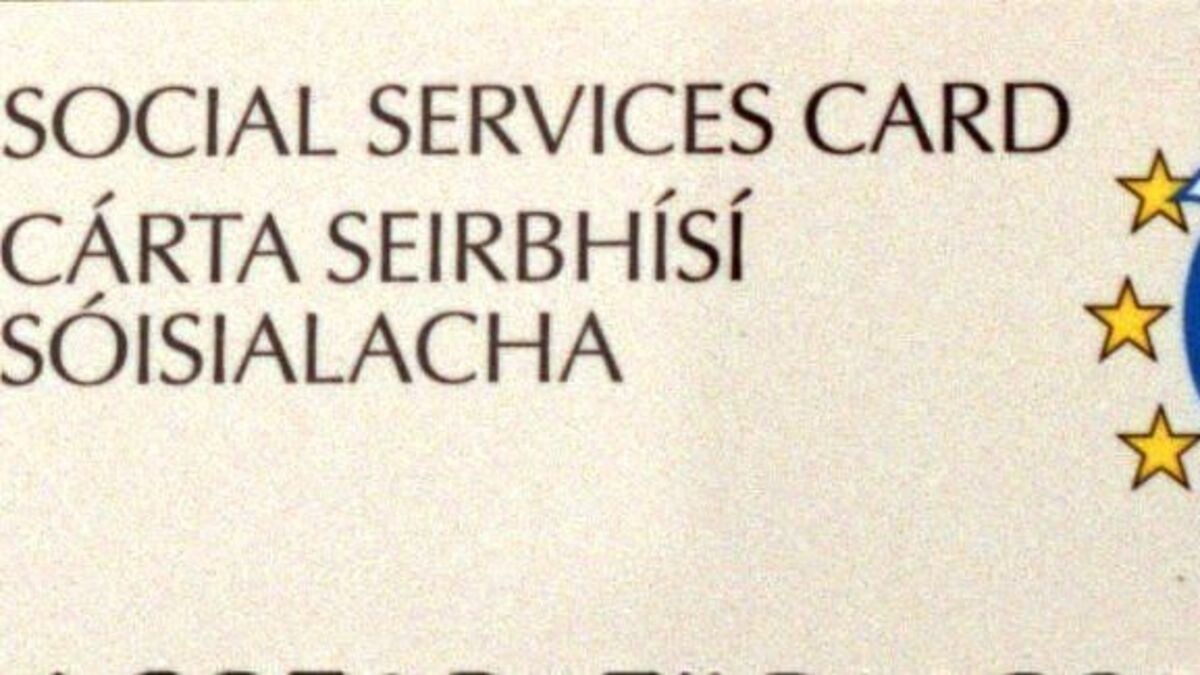 SOCIAL SERVICES CARD
CÁRTA SEIRBHÍSÍ
SÓISIALACHA